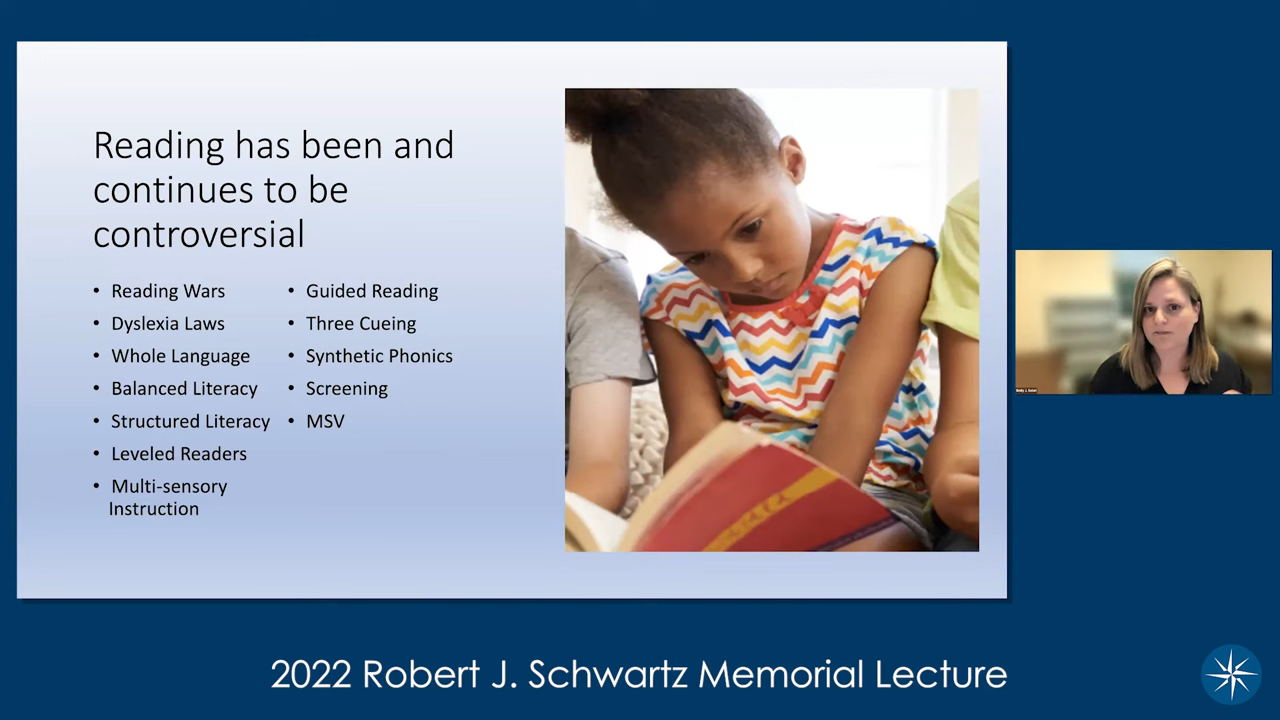 Reading has been and
continues to be
controversial
• Reading Wars
• Dyslexia Laws
• Whole Language
• Balanced Literacy
• Structured Literacy
• Leveled Readers
• Multi-sensory
Instruction
• Guided Reading
• Three Cueing
• Synthetic Phonics
• Screening
• MSV
2022 Robert J. Schwartz Memorial Lecture